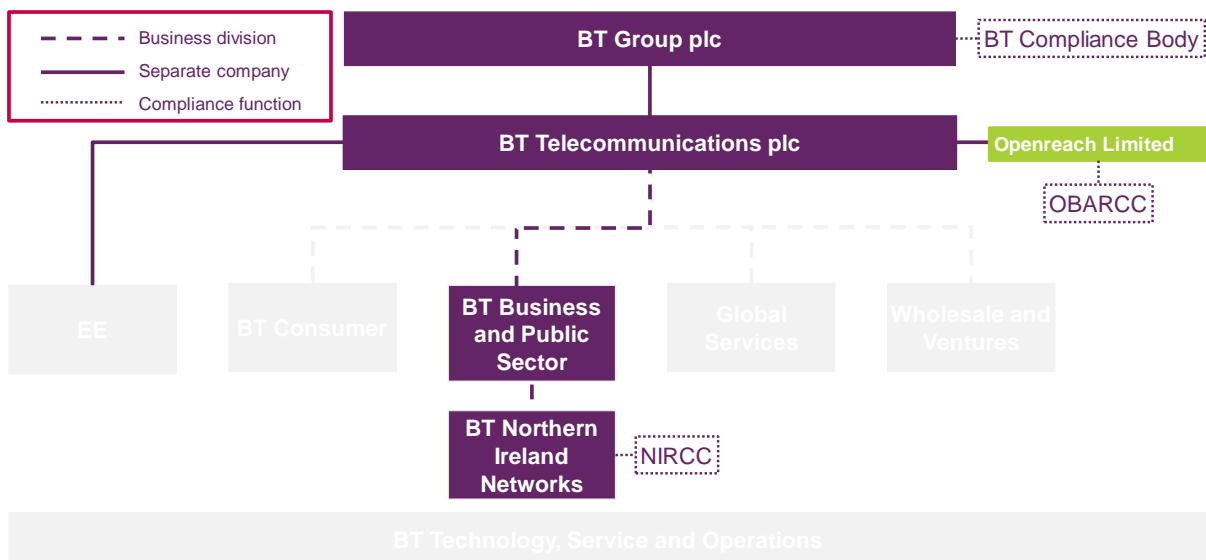 Business division
Separate company
Compliance function
BT Group plc
BT Compliance Body
BT Telecommunications plc
Openreach Limited
OBARCC
EE
BT Consumer
BT Business
and Public
Sector
Global
Services
Wholesale and
Ventures
BT Northern
Ireland
Networks
NIRCC
BT Technology, Service and Operations